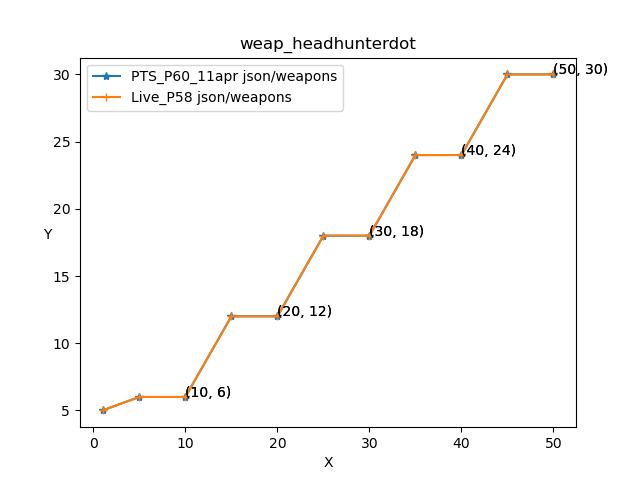 weap_headhunterdot
PTS_P60_11apr json/weapons
Live_P58 json/weapons
(50, 30)
(40, 24)
(30, 18)
(20, 12)
(10, 6)
30
25
20
15
10
5
Y
0 10 20 30 40 50
X